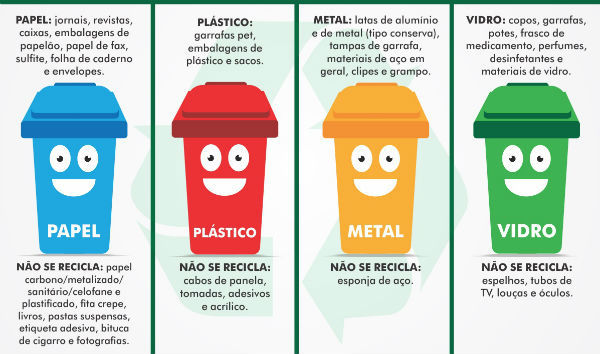 PAPEL: jornais, revistas,
caixas, embalagens de
papelão, papel de fax,
sulfite, folha de caderno
e envelopes.
PAPEL
NÃO SE RECICLA: papel
carbono/metalizado/
sanitário/celofane e
plastificado, fita crepe,
livros, pastas suspensas,
etiqueta adesiva, bituca
de cigarro e fotografias.
PLÁSTICO:
garrafas pet,
embalagens de
plástico e sacos.
PLÁSTICO
NÃO SE RECICLA:
cabos de panela,
tomadas, adesivos
e acrílico.
METAL: latas de alumínio
e de metal (tipo conserva),
tampas de garrafa,
materiais de aço em
geral, clipes e grampo.
METAL
NÃO SE RECICLA:
esponja de aço.
VIDRO: copos, garrafas,
potes, frasco de
medicamento, perfumes,
desinfetantes e
materiais de vidro.
VIDRO
NÃO SE RECICLA:
espelhos, tubos de
TV, louças e óculos.